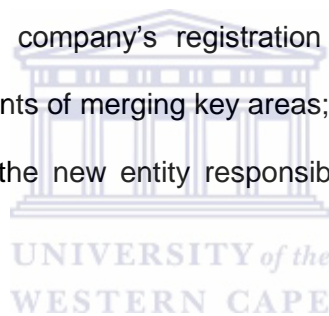 company’s registration
nts of merging key areas;
the new entity responsib
UNIVERSITY of the
WESTERN CAPE